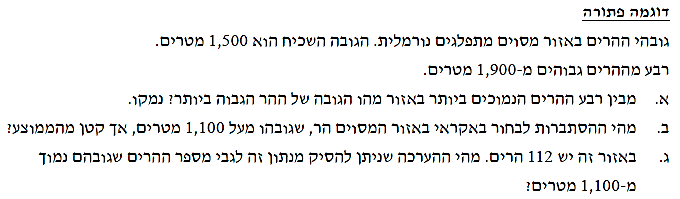 דוגמה פתורה
גובהי ההרים באזור מסוים מתפלגים נורמלית. הגובה השכיח הוא 1,500 מטרים.
רבע מההרים גבוהים מ-1,900 מטרים.
א. מבין רבע ההרים הנמוכים ביותר באזור מהו הגובה של ההר הגבוה ביותר? נמקו.
ב. מהי ההסתברות לבחור באקראי באזור המסוים הר, שגובהו מעל 1,100 מטרים, אך קטן מהממוצע?
ג. באזור זה יש 112 הרים. מהי ההערכה שניתן להסיק מנתון זה לגבי מספר ההרים שגובהם נמוך
מ-1,100 מטרים?